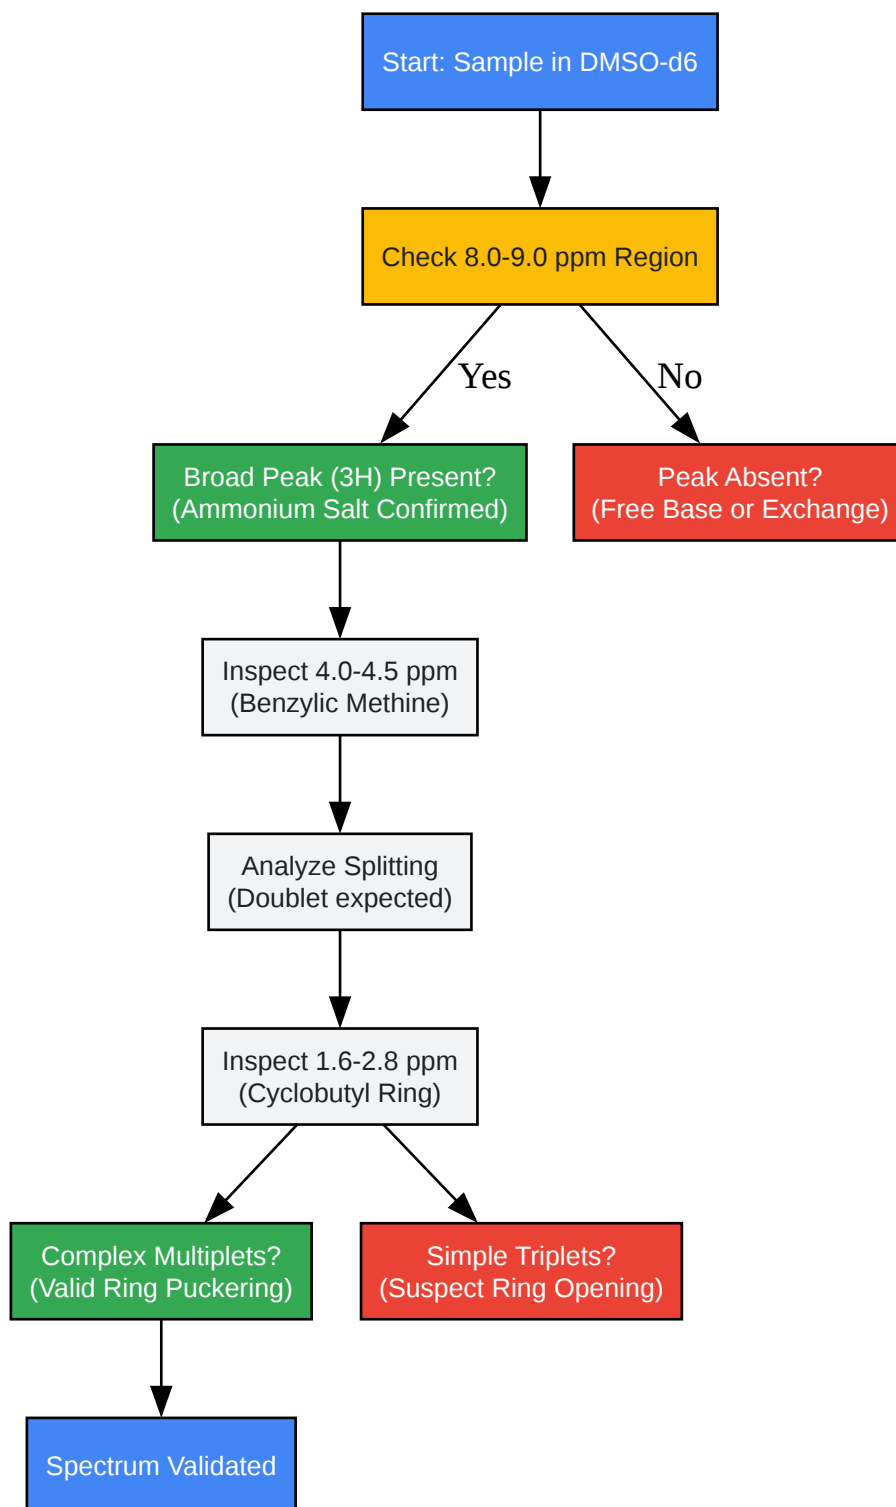 Start: Sample in DMSO-d6
Check 8.0-9.0 ppm Region
Yes
No
Broad Peak (3H) Present?
(Ammonium Salt Confirmed)
Peak Absent?
(Free Base or Exchange)
Inspect 4.0-4.5 ppm
(Benzylic Methine)
Analyze Splitting
(Doublet expected)
Inspect 1.6-2.8 ppm
(Cyclobutyl Ring)
Complex Multiplets?
(Valid Ring Puckering)
Simple Triplets?
(Suspect Ring Opening)
Spectrum Validated